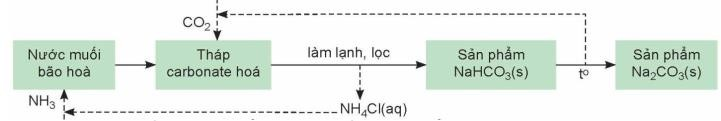 CO₂
Nước muối
bão hoà
Tháp
carbonate hoá
làm lạnh, lọc
Sản phẩm
NaHCO₃(s)
t⁰
Sản phẩm
Na₂CO₃(s)
NH₃
NH₄Cl(aq)